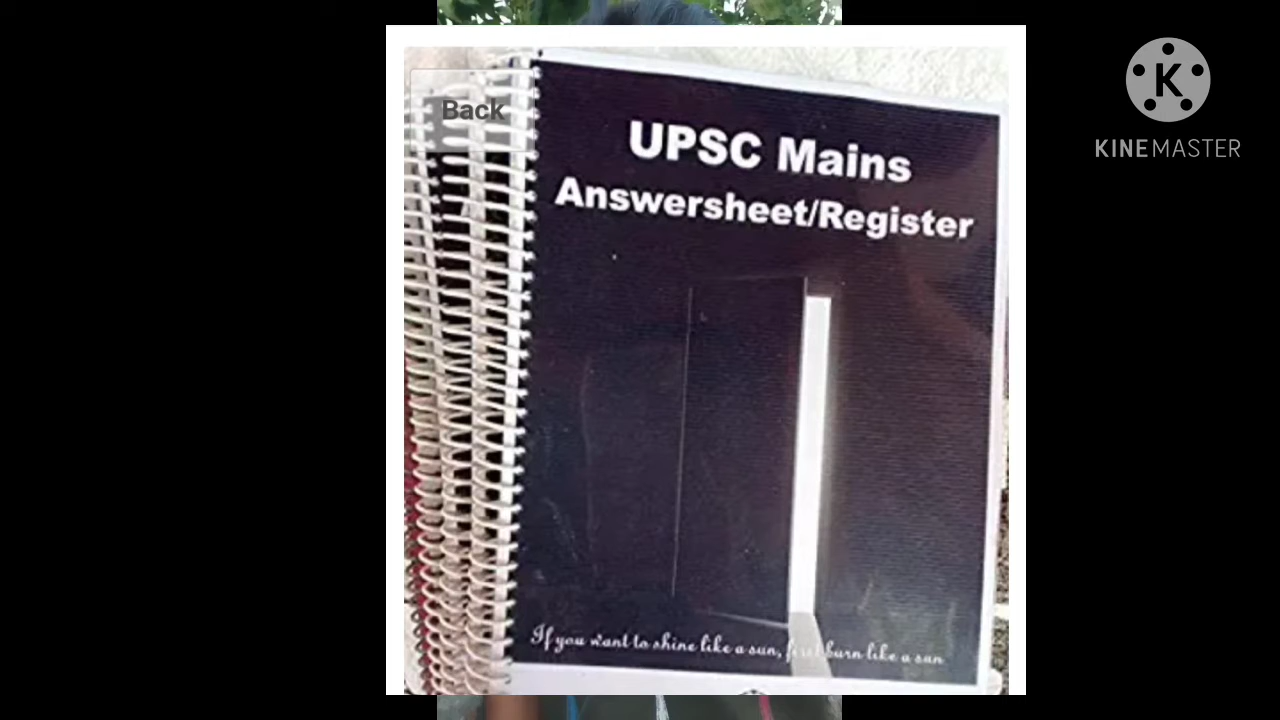 Back
K
KINEMASTER
UPSC Mains
Answersheet/Register
If you want to shine like a sun, first burn like a sun